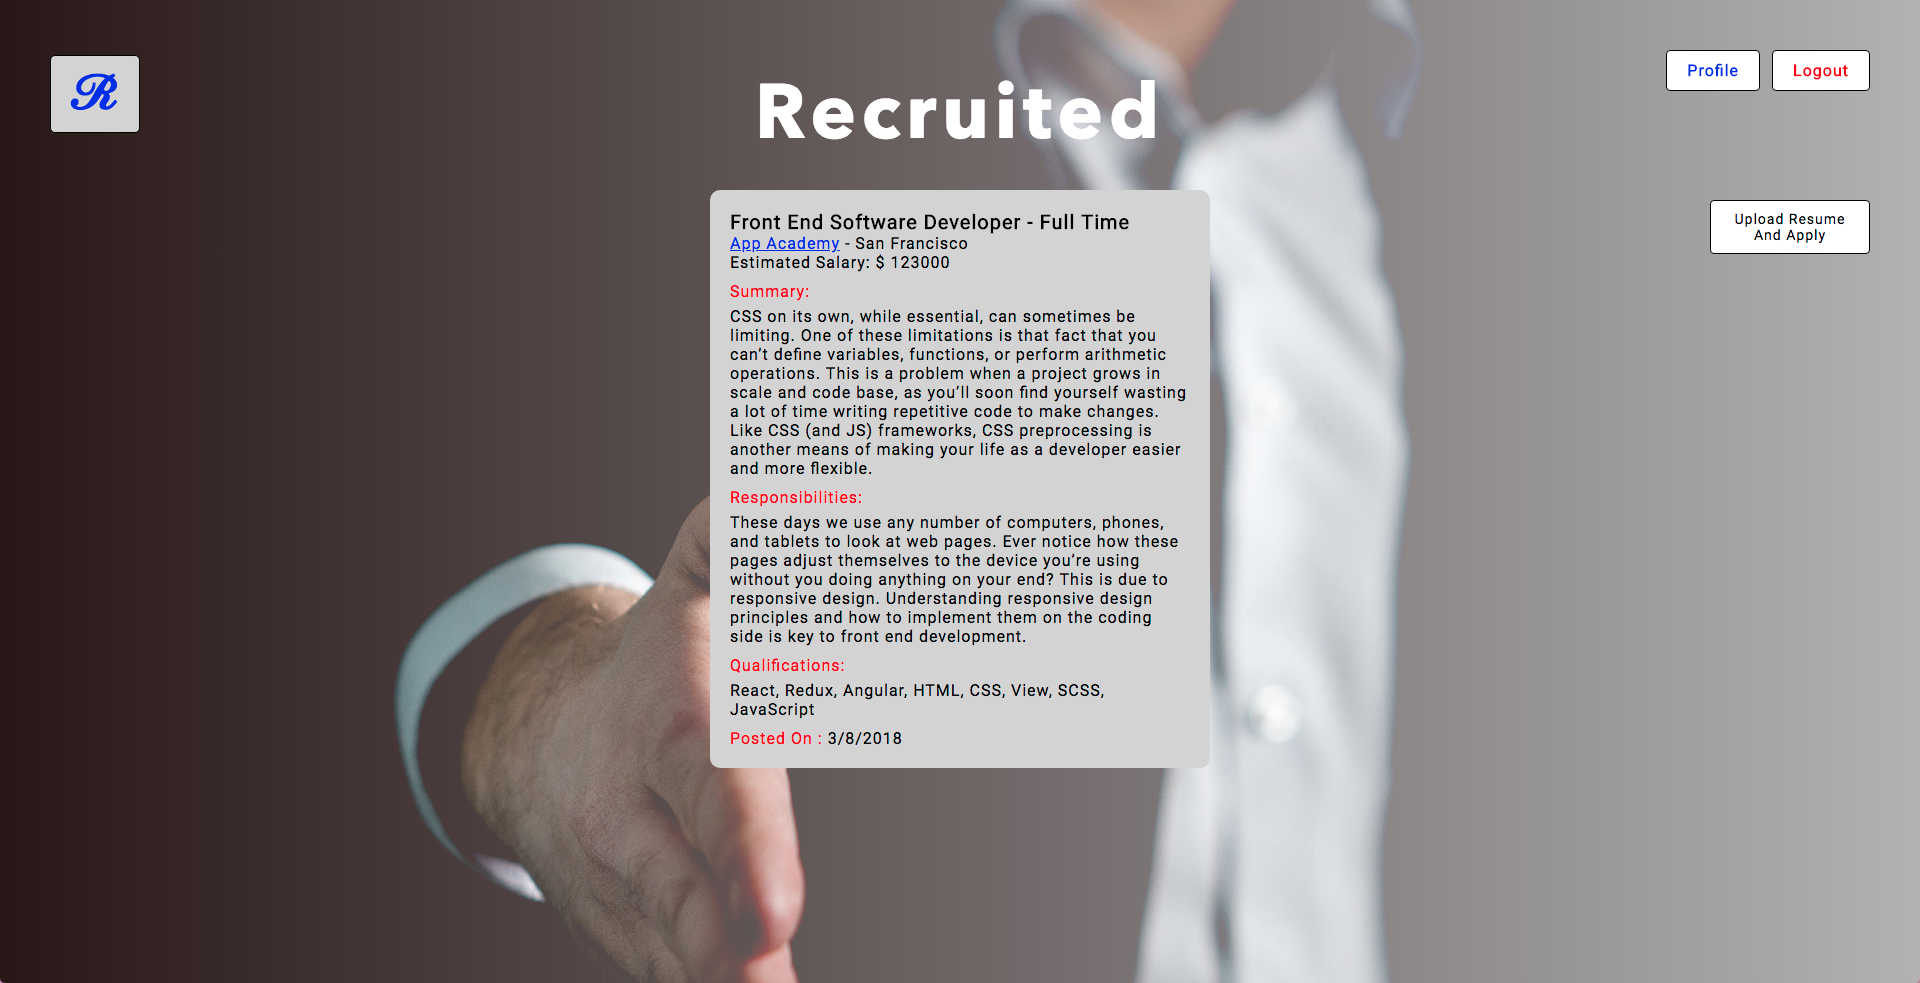 R
Profile
Logout
Recruited
Upload Resume
And Apply
Front End Software Developer - Full Time
App Academy - San Francisco
Estimated Salary: $ 123000
Summary:
CSS on its own, while essential, can sometimes be
limiting. One of these limitations is that fact that you
can’t define variables, functions, or perform arithmetic
operations. This is a problem when a project grows in
scale and code base, as you’ll soon find yourself wasting
a lot of time writing repetitive code to make changes.
Like CSS (and JS) frameworks, CSS preprocessing is
another means of making your life as a developer easier
and more flexible.
Responsibilities:
These days we use any number of computers, phones,
and tablets to look at web pages. Ever notice how these
pages adjust themselves to the device you’re using
without you doing anything on your end? This is due to
responsive design. Understanding responsive design
principles and how to implement them on the coding
side is key to front end development.
Qualifications:
React, Redux, Angular, HTML, CSS, View, SCSS,
JavaScript
Posted On : 3/8/2018